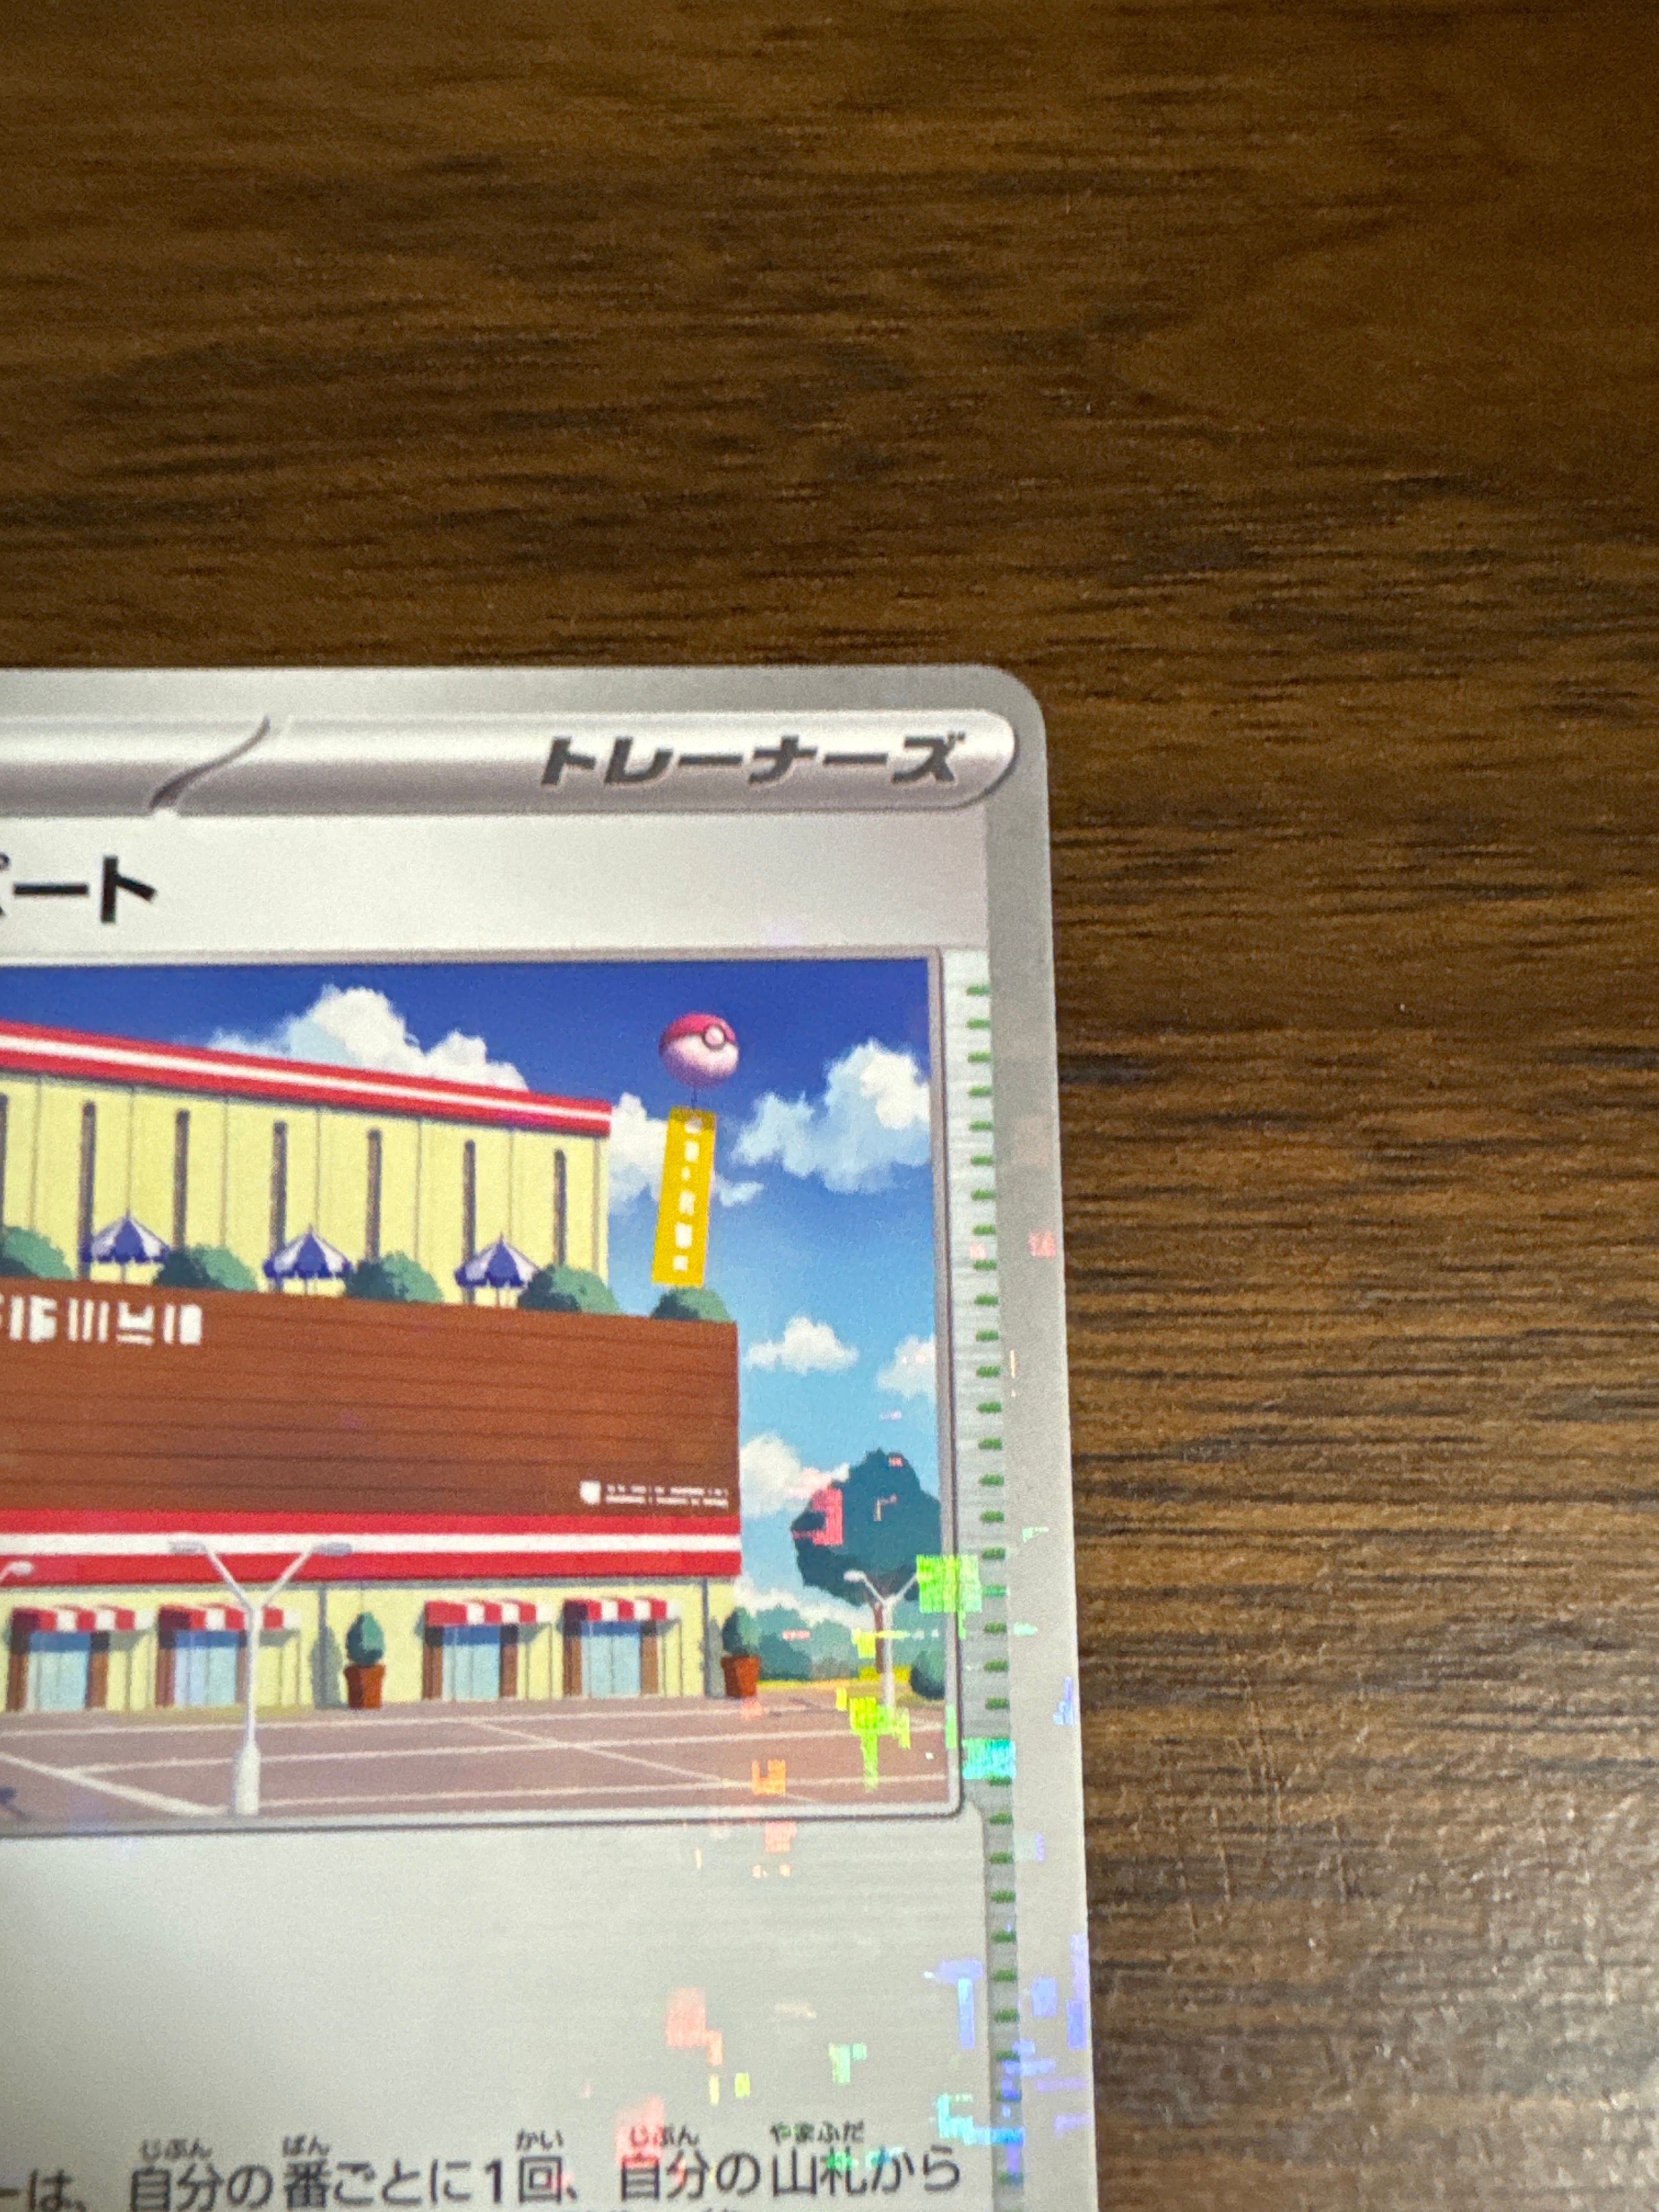 トレーナーズ
パート
ーは、自分の番ごとに1回、自分の山札から
じぶん ばん かい じぶん やまふだ